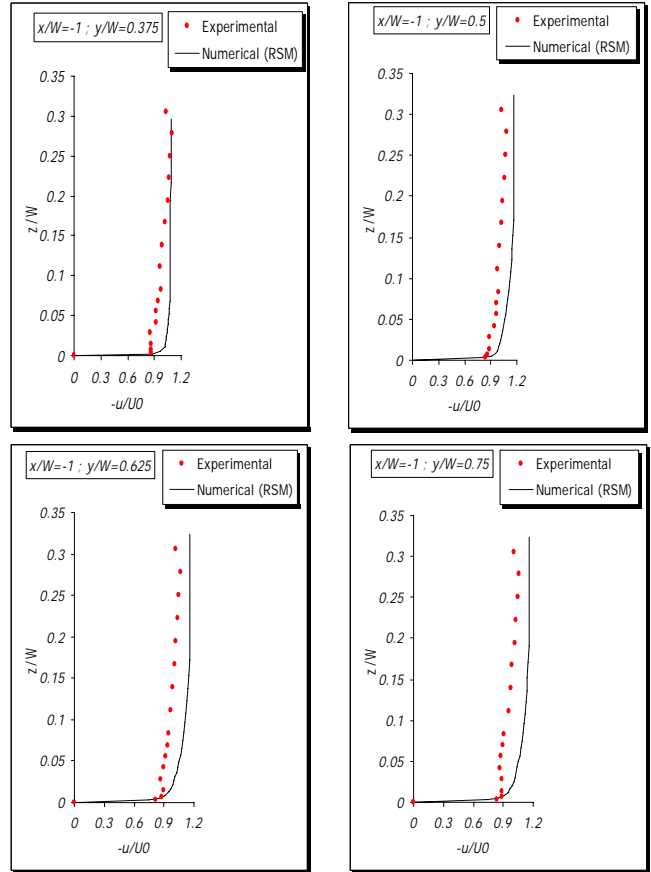 x/W=-1 ; y/W=0.375
Experimental
Numerical (RSM)
0.35
0.3
0.25
0.2
0.15
0.1
0.05
0
z/W
0 0.3 0.6 0.9 1.2
-u/U0
x/W=-1 ; y/W=0.5
Experimental
Numerical (RSM)
0.35
0.3
0.25
0.2
0.15
0.1
0.05
0
z/W
0 0.3 0.6 0.9 1.2
-u/U0
x/W=-1 ; y/W=0.625
Experimental
Numerical (RSM)
0.35
0.3
0.25
0.2
0.15
0.1
0.05
0
z/W
0 0.3 0.6 0.9 1.2
-u/U0
x/W=-1 ; y/W=0.75
Experimental
Numerical (RSM)
0.35
0.3
0.25
0.2
0.15
0.1
0.05
0
z/W
0 0.3 0.6 0.9 1.2
-u/U0